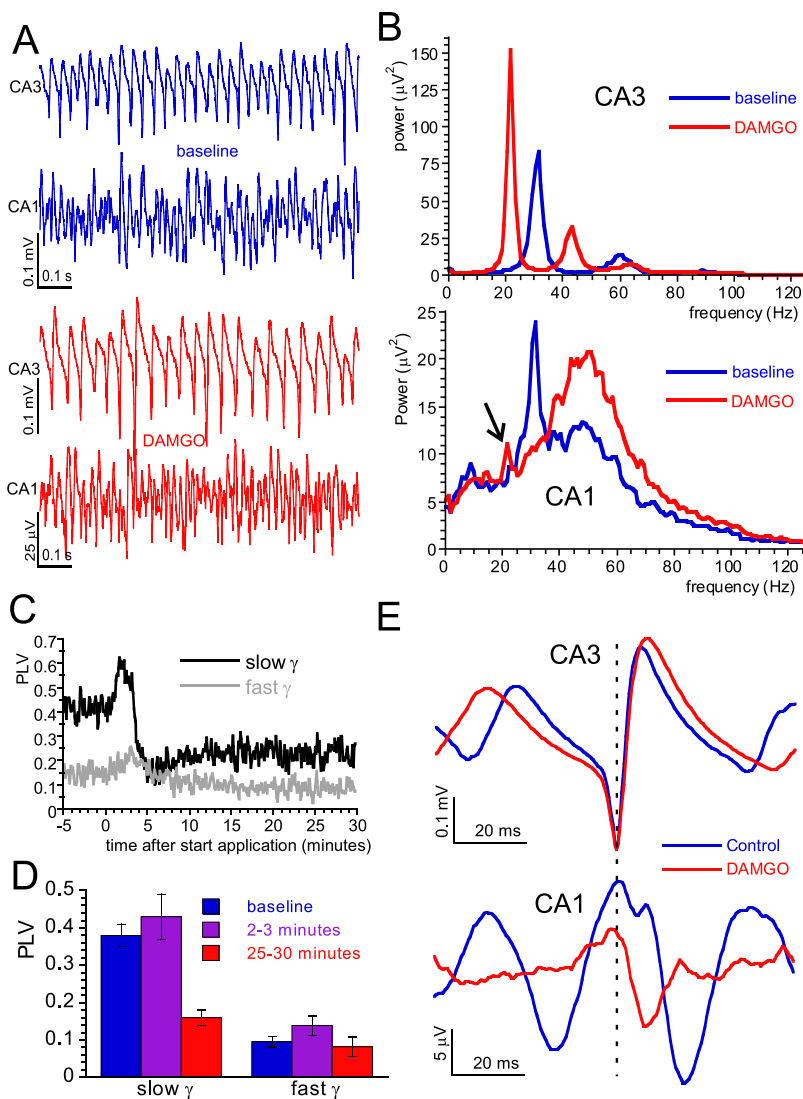 A
CA3
baseline
CA1
0.1 mV
0.1 s
CA3
0.1 mV
DAMGO
CA1
25 µV
0.1 s
B
power (µV²)
150
125
100
75
50
25
0
CA3
baseline
DAMGO
0 20 40 60 80 100 120
frequency (Hz)
Power (µV²)
25
20
15
10
5
0
baseline
DAMGO
CA1
0 20 40 60 80 100 120
frequency (Hz)
C
PLV
0.7
0.6
0.5
0.4
0.3
0.2
0.1
0
slow γ
fast γ
-5 0 5 10 15 20 25 30
time after start application (minutes)
D
PLV
0.5
0.4
0.3
0.2
0.1
0
baseline
2-3 minutes
25-30 minutes
slow γ fast γ
E
CA3
0.1 mV
20 ms
Control
DAMGO
CA1
5 µV
20 ms